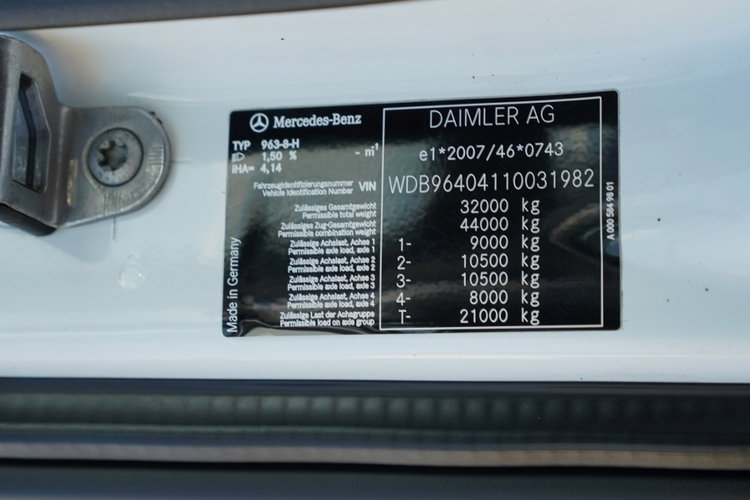 Mercedes-Benz
DAIMLER AG
TYP 963-8-H
1,50 % - m⁻¹
IHA= 4,14
e1*2007/46*0743
Fahrzeugidentifizierungsnummer
Vehicle Identification Number VIN WDB96404110031982
Zulässiges Gesamtgewicht
Permissible total weight 32000 kg
Zulässiges Zug-Gesamtgewicht
Permissible combination weight 44000 kg
Zulässige Achslast, Achse 1
Permissible axle load, axle 1 1- 9000 kg
Zulässige Achslast, Achse 2
Permissible axle load, axle 2 2- 10500 kg
Zulässige Achslast, Achse 3
Permissible axle load, axle 3 3- 10500 kg
Zulässige Achslast, Achse 4
Permissible axle load, axle 4 4- 8000 kg
Zulässige Last der Achsgruppe
Permissible load on axle group T- 21000 kg
Made in Germany
A 000 584 98 01